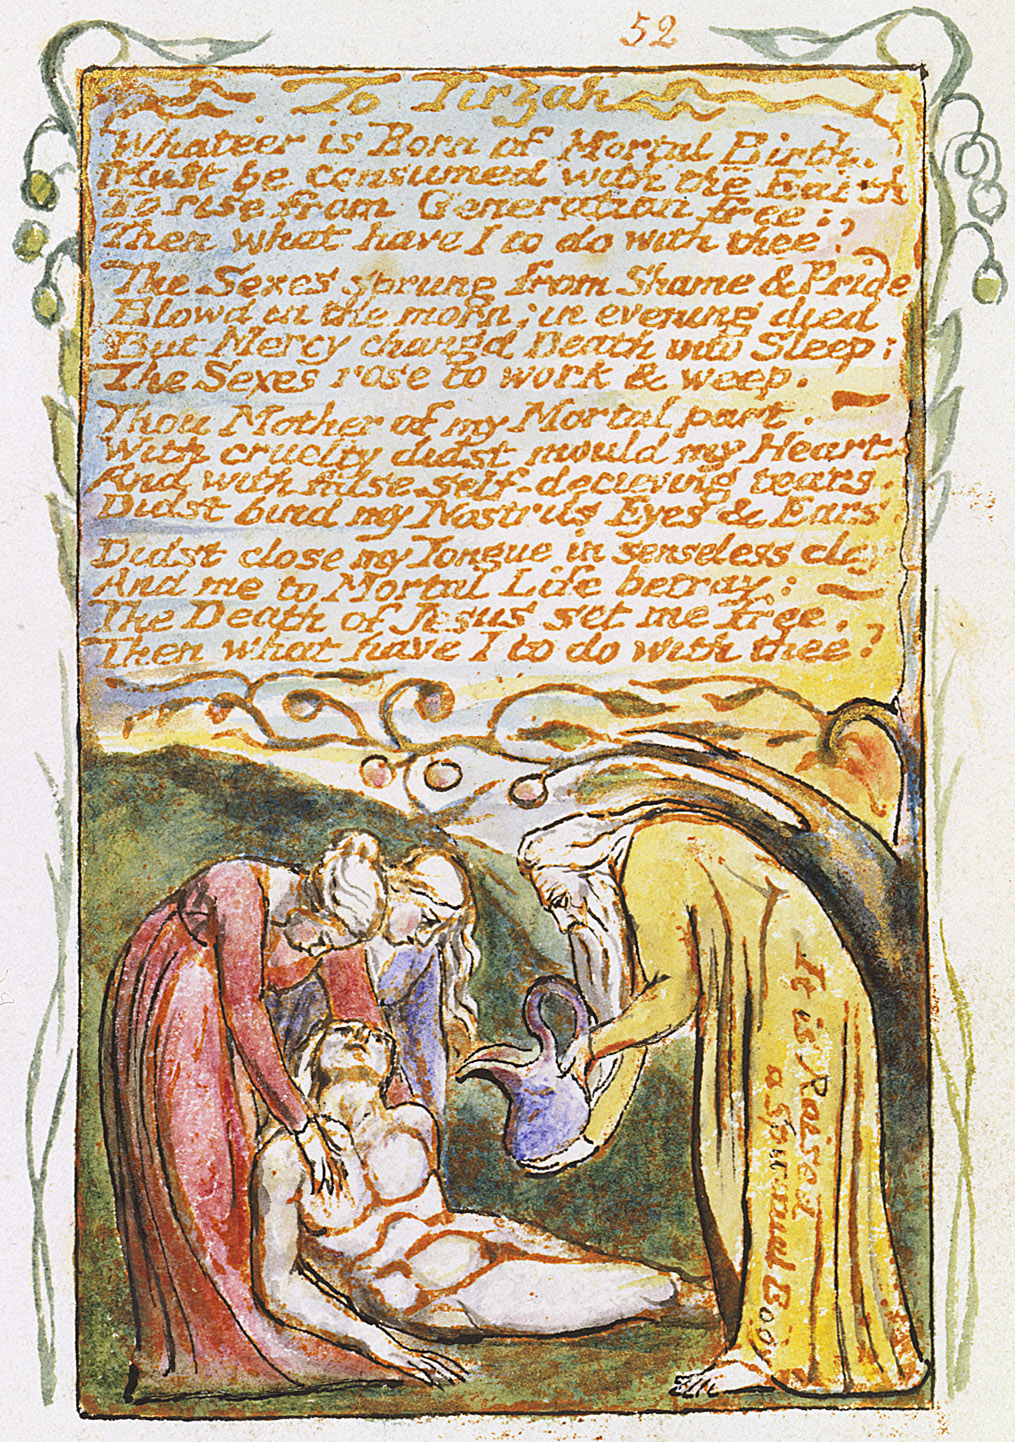 52
To Tirzah
Whateer is Born of Mortal Birth,
Must be consumed with the Earth
To rise from Generation free;
Then what have I to do with thee?
The Sexes sprung from Shame & Pride
Blowd in the morn; in evening died
But Mercy changd Death into Sleep;
The Sexes rose to work & weep.
Thou Mother of my Mortal part.
With cruelty didst mould my Heart.
And with false self-decieving tears.
Didst bind my Nostrils Eyes & Ears.
Didst close my Tongue in senseless clay
And me to Mortal Life betray:
The Death of Jesus set me free,
Then what have I to do with thee?
It is Raised
a Spiritual Body